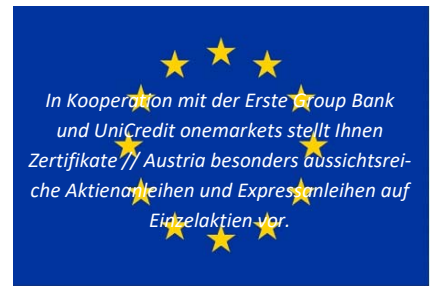 In Kooperation mit der Erste Group Bank
und UniCredit onemarkets stellt Ihnen
Zertifikate // Austria besonders aussichtsrei-
che Aktienanleihen und Expressanleihen auf
Einzelaktien vor.